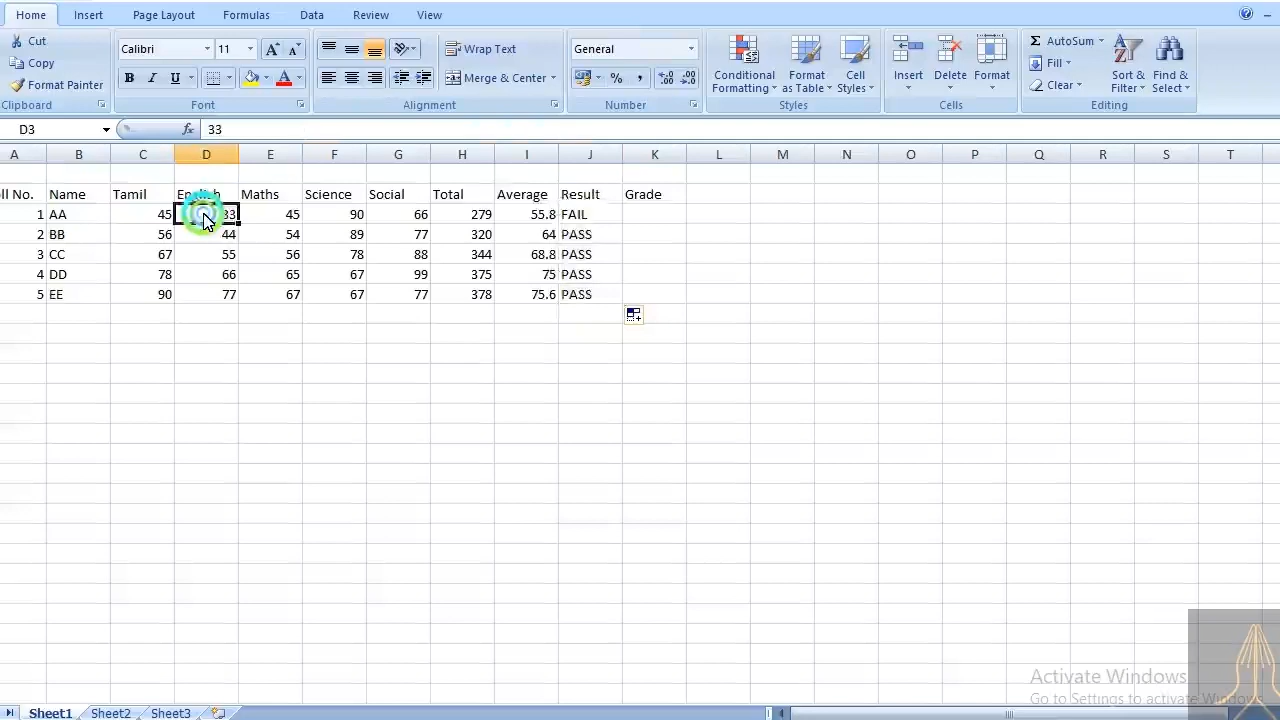 Home Insert Page Layout Formulas Data Review View
Cut
Copy
Format Painter
Calibri 11
B I U
Wrap Text
Merge & Center
General
% ,
Conditional Formatting
Format as Table
Cell Styles
Insert Delete Format
Σ AutoSum
Fill
Clear
Sort & Filter
Find & Select
Clipboard Font Alignment Number Styles Cells Editing
D3 fx 33
A B C D E F G H I J K L M N O P Q R S T
ll No. Name Tamil English Maths Science Social Total Average Result Grade
1 AA 45 33 45 90 66 279 55.8 FAIL
2 BB 56 44 54 89 77 320 64 PASS
3 CC 67 55 56 78 88 344 68.8 PASS
4 DD 78 66 65 67 99 375 75 PASS
5 EE 90 77 67 67 77 378 75.6 PASS
Activate Windows
Go to Settings to activate Windows
Sheet1 Sheet2 Sheet3